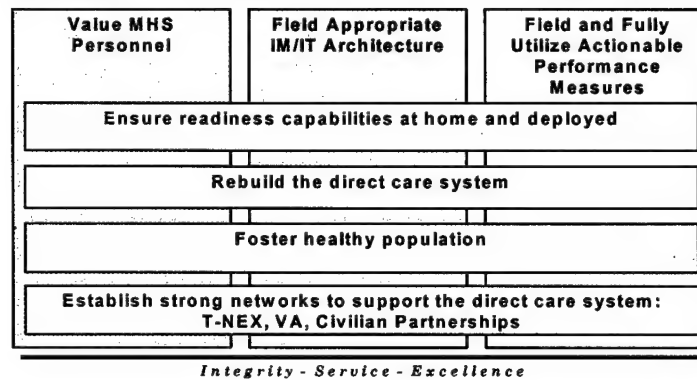 Value MHS
Personnel
Field Appropriate
IM/IT Architecture
Field and Fully
Utilize Actionable
Performance
Measures
Ensure readiness capabilities at home and deployed
Rebuild the direct care system
Foster healthy population
Establish strong networks to support the direct care system:
T-NEX, VA, Civilian Partnerships
Integrity - Service - Excellence